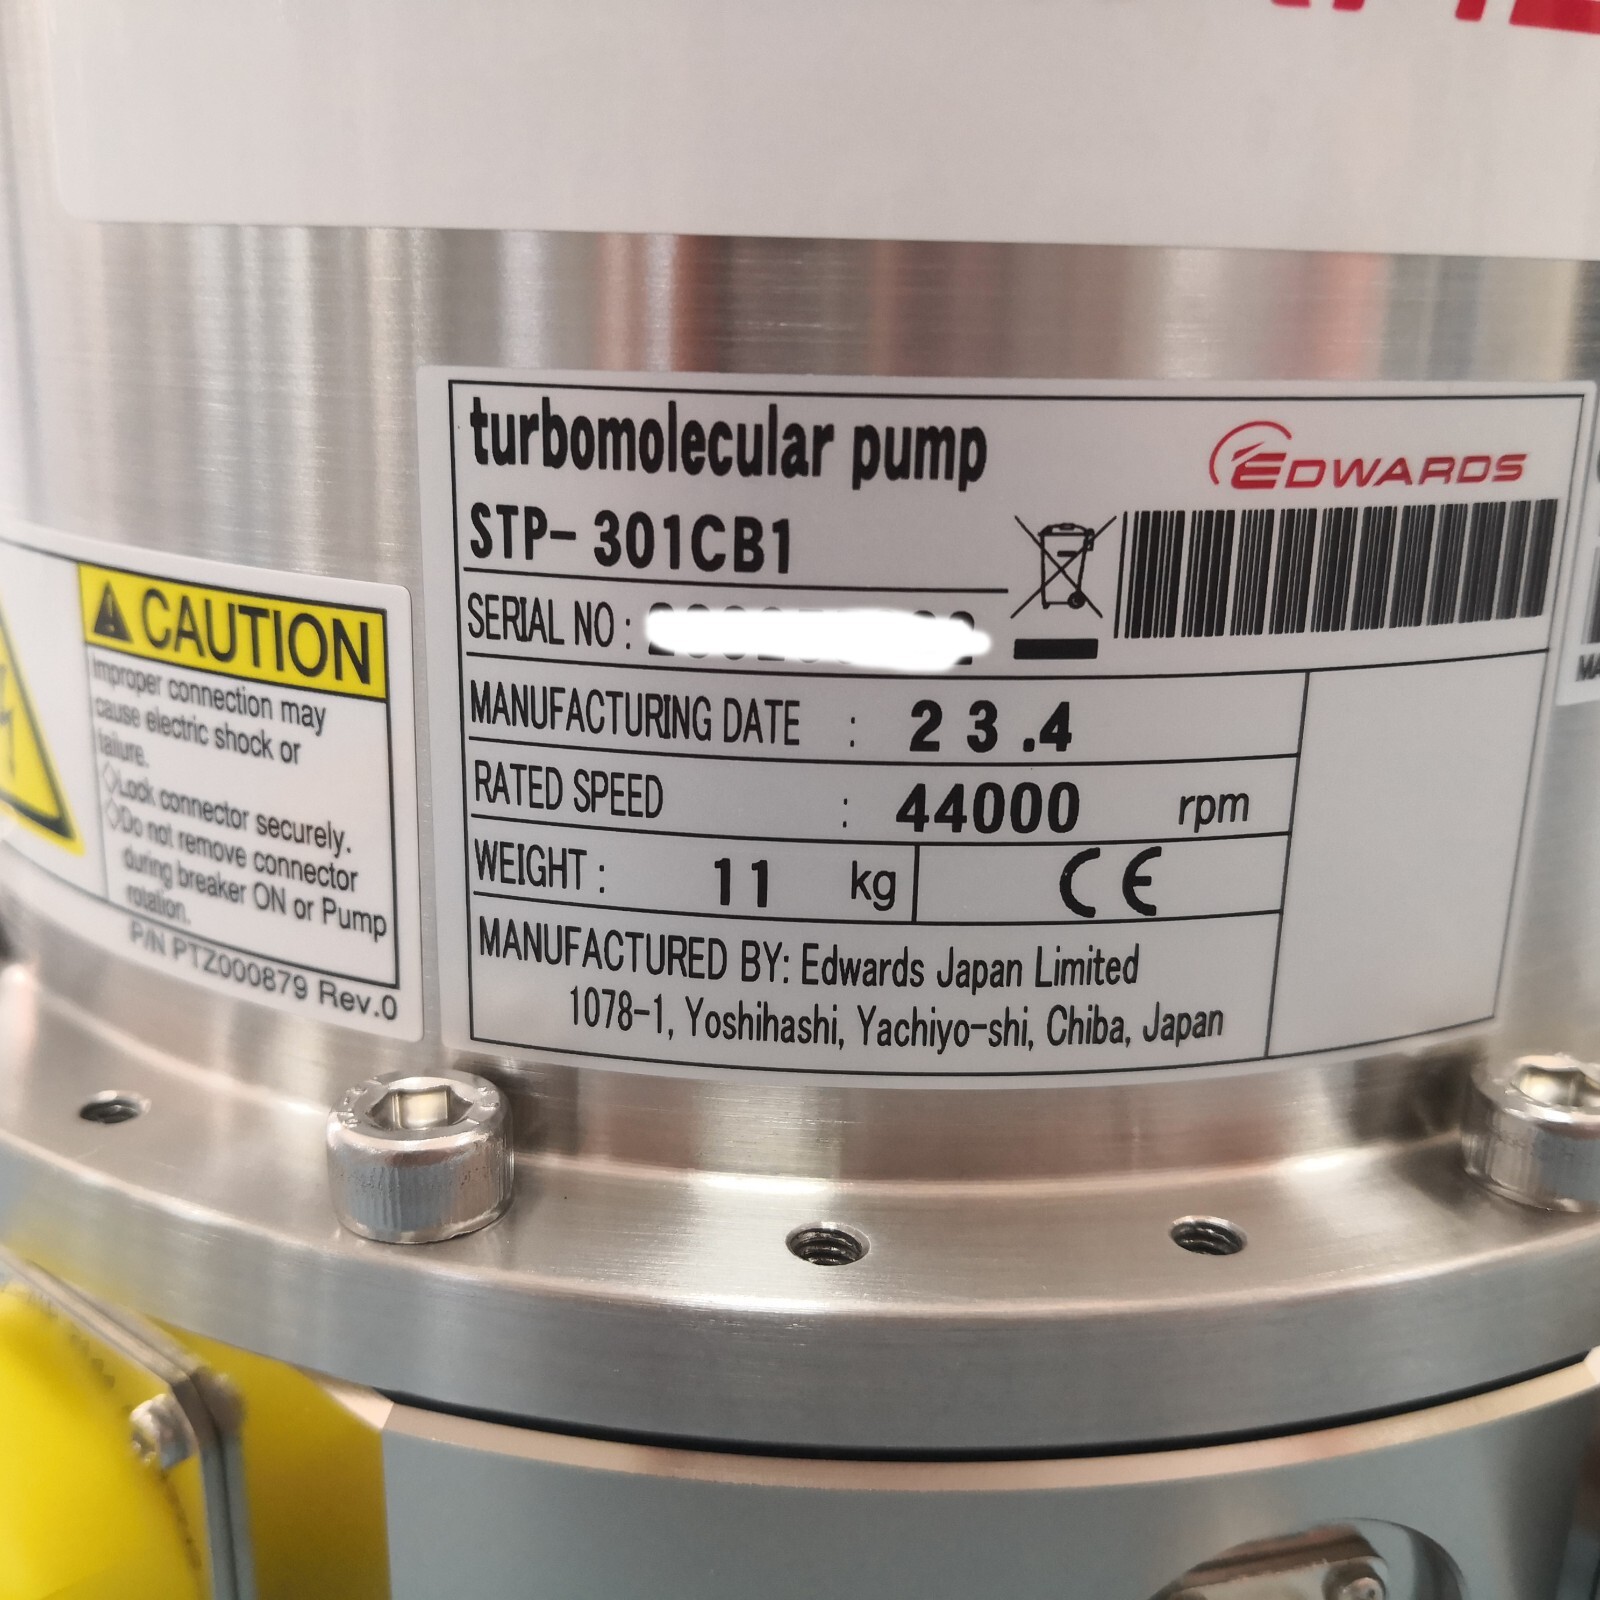 CAUTION
Improper connection may
cause electric shock or
failure.
◇Lock connector securely.
◇Do not remove connector
during breaker ON or Pump
rotation.
P/N PTZ000879 Rev.0
turbomolecular pump
EDWARDS
STP-301CB1
SERIAL NO :
MANUFACTURING DATE : 23.4
RATED SPEED : 44000 rpm
WEIGHT : 11 kg CE
MANUFACTURED BY: Edwards Japan Limited
1078-1, Yoshihashi, Yachiyo-shi, Chiba, Japan